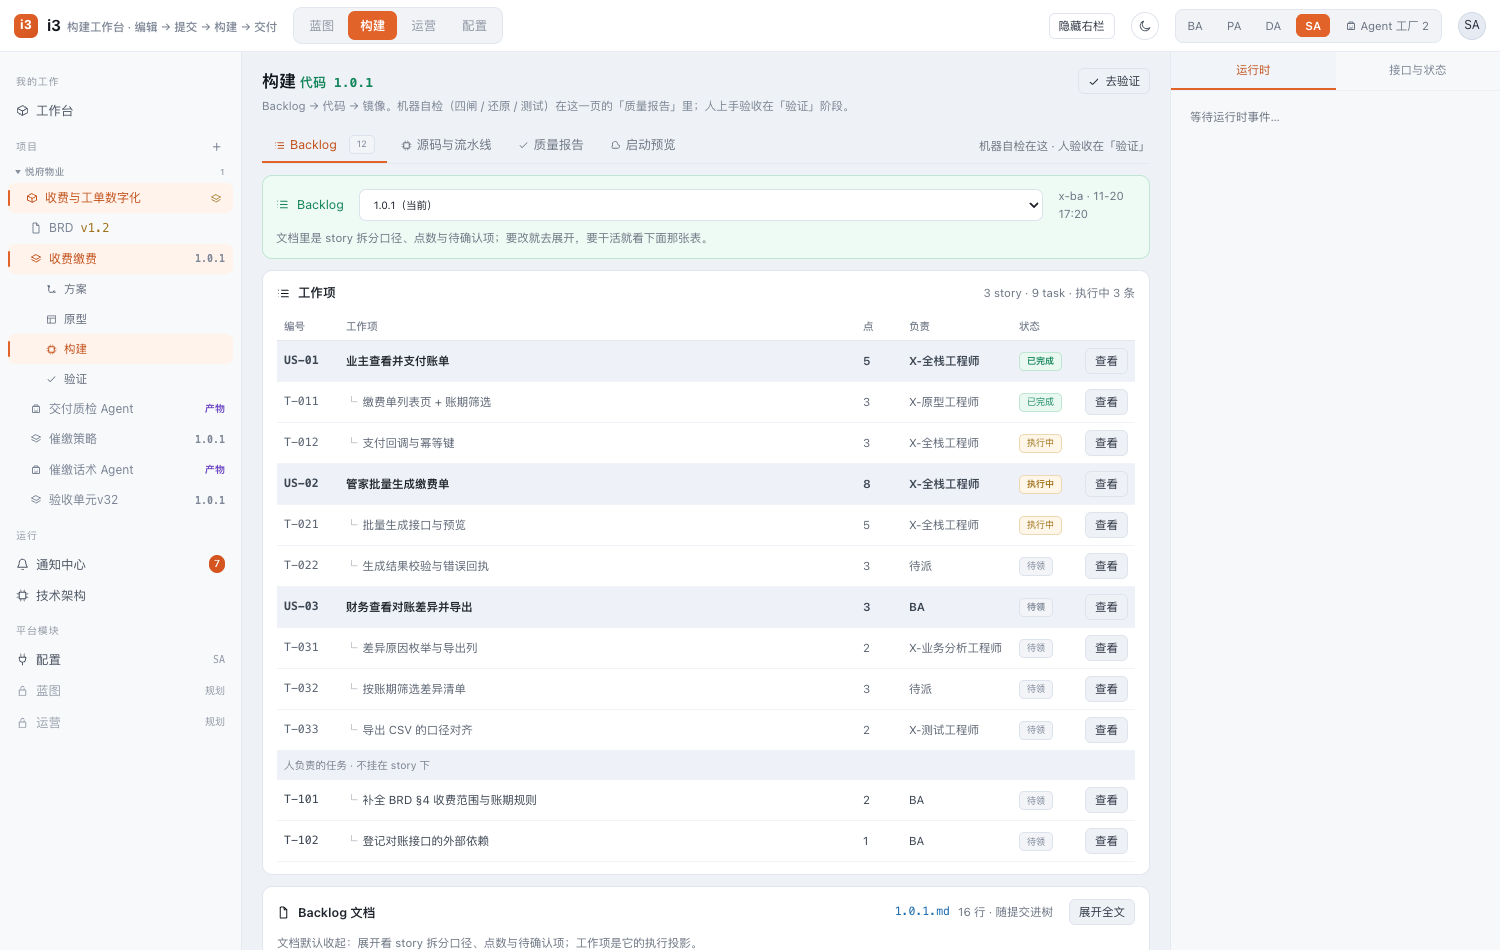 i3 i3 构建工作台 · 编辑 → 提交 → 构建 → 交付 蓝图 构建 运营 配置 隐藏右栏 BA PA DA SA Agent 工厂 2 SA
我的工作
工作台
项目 +
悦府物业 1
收费与工单数字化
BRD v1.2
收费缴费 1.0.1
方案
原型
构建
验证
交付质检 Agent 产物
催缴策略 1.0.1
催缴话术 Agent 产物
验收单元v32 1.0.1
运行
通知中心 7
技术架构
平台模块
配置 SA
蓝图 规划
运营 规划
构建 代码 1.0.1 去验证
Backlog → 代码 → 镜像。机器自检（四闸 / 还原 / 测试）在这一页的「质量报告」里；人上手验收在「验证」阶段。
Backlog 12 源码与流水线 质量报告 启动预览 机器自检在这 · 人验收在「验证」
Backlog 1.0.1（当前） x-ba · 11-20
17:20
文档里是 story 拆分口径、点数与待确认项；要改就去展开，要干活就看下面那张表。
工作项 3 story · 9 task · 执行中 3 条
编号 工作项 点 负责 状态
US-01 业主查看并支付账单 5 X-全栈工程师 已完成 查看
T-011 缴费单列表页 + 账期筛选 3 X-原型工程师 已完成 查看
T-012 支付回调与幂等键 3 X-全栈工程师 执行中 查看
US-02 管家批量生成缴费单 8 X-全栈工程师 执行中 查看
T-021 批量生成接口与预览 5 X-全栈工程师 执行中 查看
T-022 生成结果校验与错误回执 3 待派 待领 查看
US-03 财务查看对账差异并导出 3 BA 待领 查看
T-031 差异原因枚举与导出列 2 X-业务分析工程师 待领 查看
T-032 按账期筛选差异清单 3 待派 待领 查看
T-033 导出 CSV 的口径对齐 2 X-测试工程师 待领 查看
人负责的任务 · 不挂在 story 下
T-101 补全 BRD §4 收费范围与账期规则 2 BA 待领 查看
T-102 登记对账接口的外部依赖 1 BA 待领 查看
Backlog 文档 1.0.1.md 16 行 · 随提交进树 展开全文
文档默认收起：展开看 story 拆分口径、点数与待确认项；工作项是它的执行投影。
运行时 接口与状态
等待运行时事件…